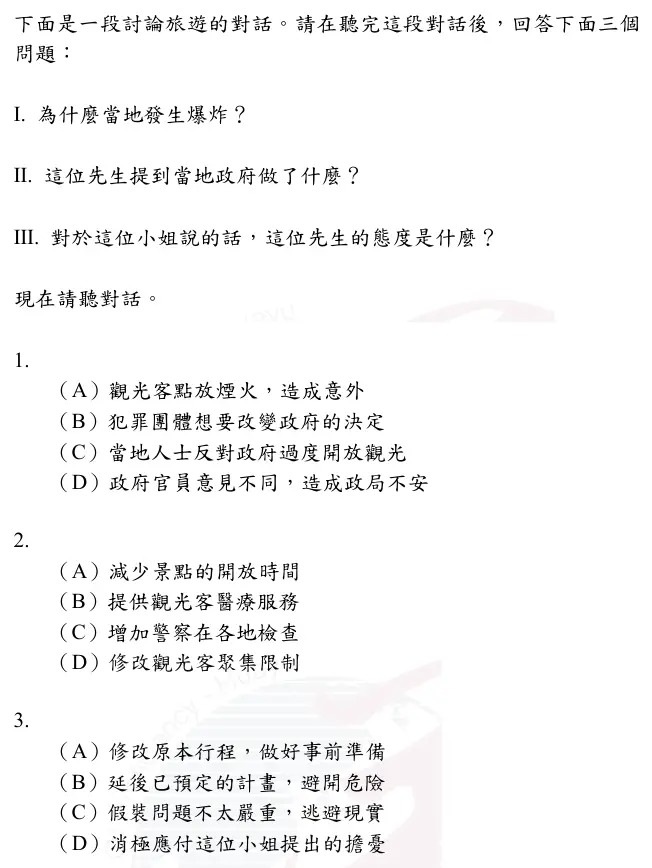 下面是一段討論旅遊的對話。請在聽完這段對話後，回答下面三個
問題：
I. 為什麼當地發生爆炸？
II. 這位先生提到當地政府做了什麼？
III. 對於這位小姐說的話，這位先生的態度是什麼？
現在請聽對話。
1.
（A）觀光客點放煙火，造成意外
（B）犯罪團體想要改變政府的決定
（C）當地人士反對政府過度開放觀光
（D）政府官員意見不同，造成政局不安
2.
（A）減少景點的開放時間
（B）提供觀光客醫療服務
（C）增加警察在各地檢查
（D）修改觀光客聚集限制
3.
（A）修改原本行程，做好事前準備
（B）延後已預定的計畫，避開危險
（C）假裝問題不太嚴重，逃避現實
（D）消極應付這位小姐提出的擔憂